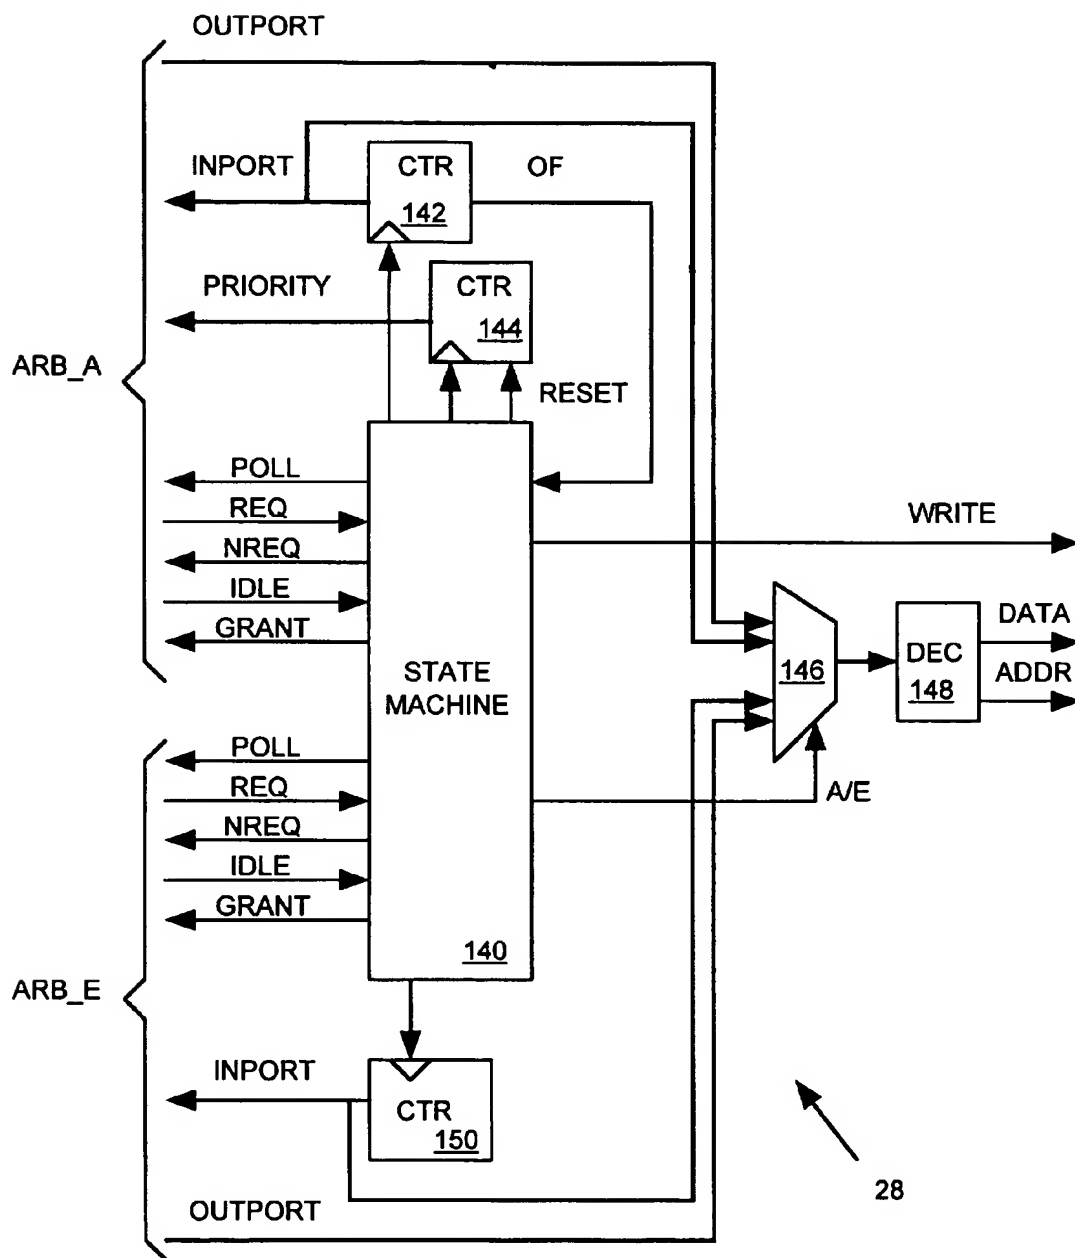 OUTPORT
INPORT
CTR
142
OF
PRIORITY
CTR
144
ARB_A
RESET
POLL
REQ
NREQ
IDLE
GRANT
WRITE
STATE
MACHINE
146
DEC
148
DATA
ADDR
POLL
REQ
NREQ
IDLE
GRANT
A/E
140
ARB_E
INPORT
CTR
150
OUTPORT
28